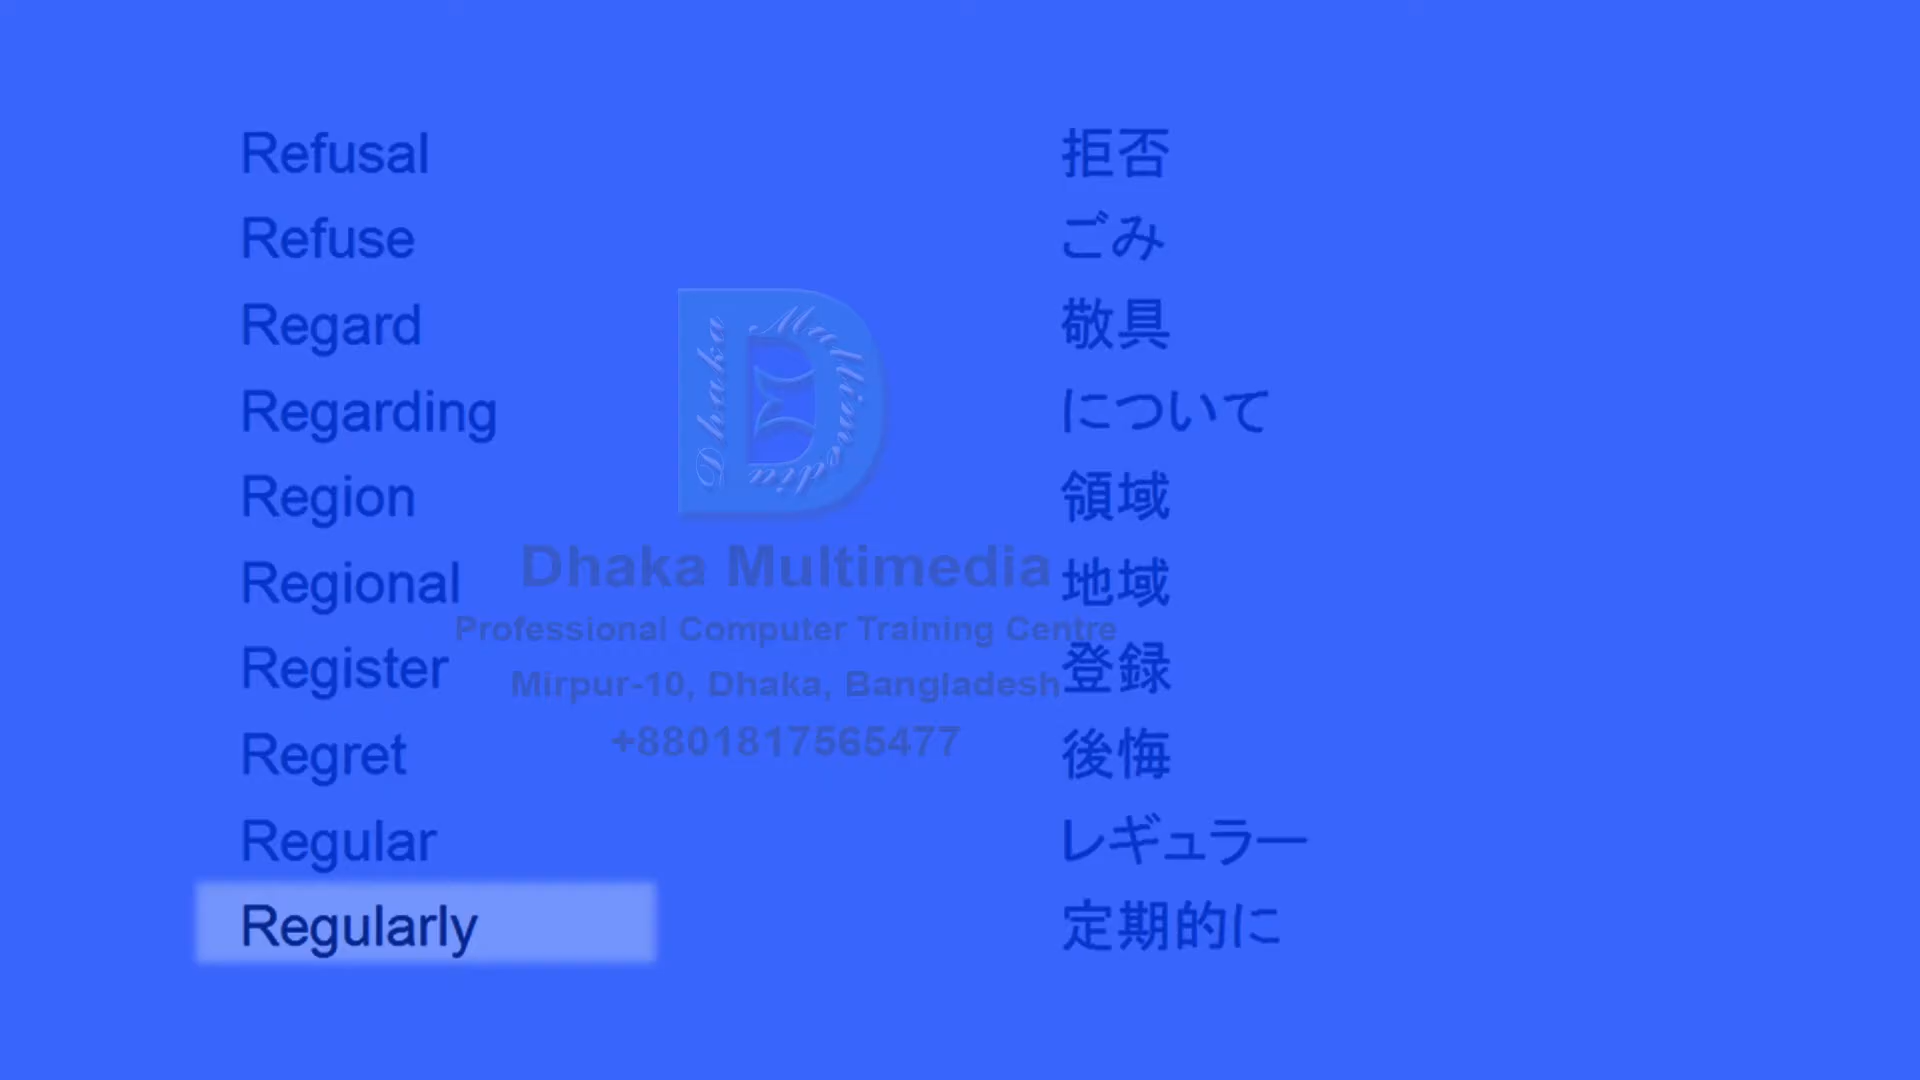 Refusal 拒否
Refuse ごみ
Regard 敬具
Regarding について
Region 領域
Regional 地域
Register 登録
Regret 後悔
Regular レギュラー
Regularly 定期的に
Dhaka Multimedia
Dhaka Multimedia
Professional Computer Training Centre
Mirpur-10, Dhaka, Bangladesh
+8801817565477